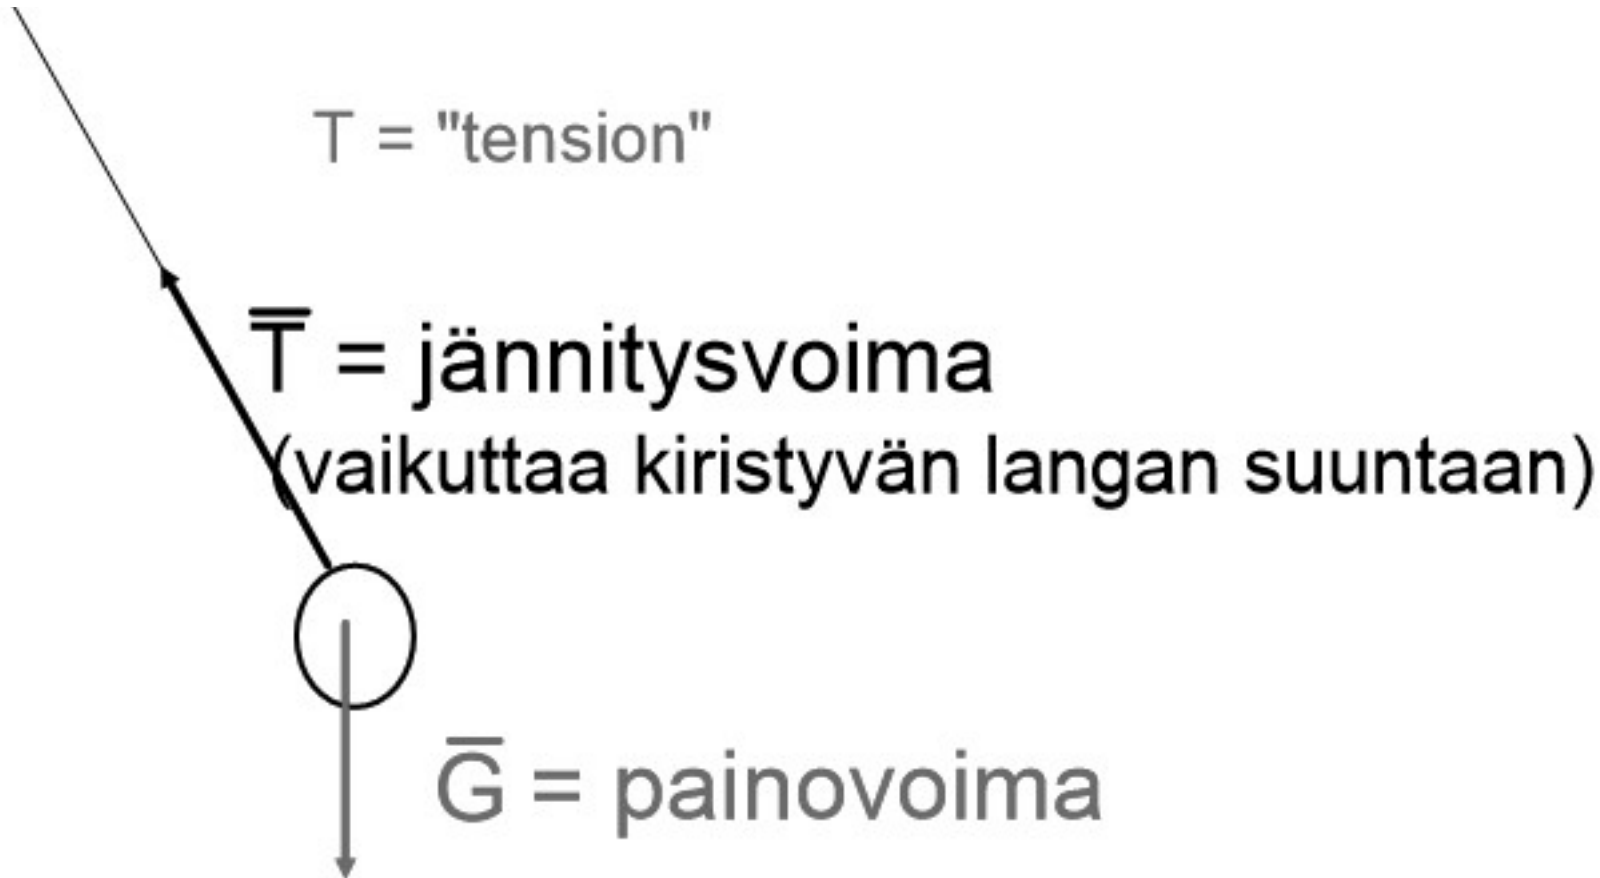 T = "tension"
T̅ = jännitysvoima
(vaikuttaa kiristyvän langan suuntaan)
G̅ = painovoima